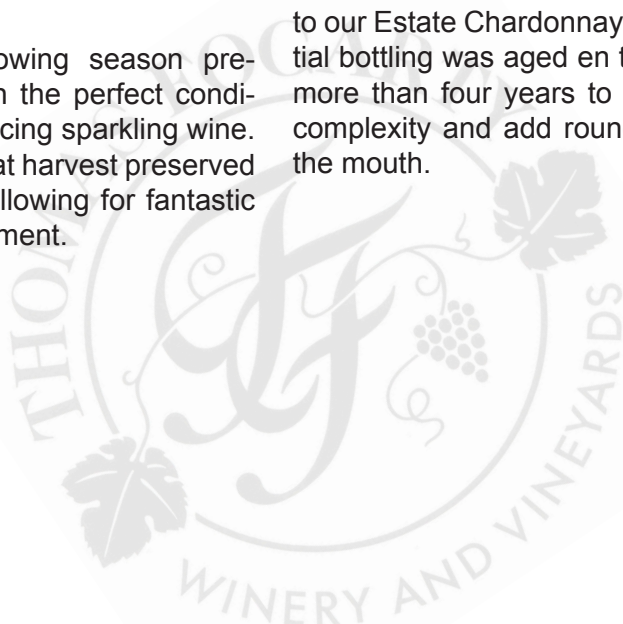 owing season pre-
n the perfect condi-
cing sparkling wine.
at harvest preserved
llowing for fantastic
ment.
to our Estate Chardonnay
tial bottling was aged en t
more than four years to
complexity and add roun
the mouth.
THOMAS FOGARTY
WINERY AND VINEYARDS